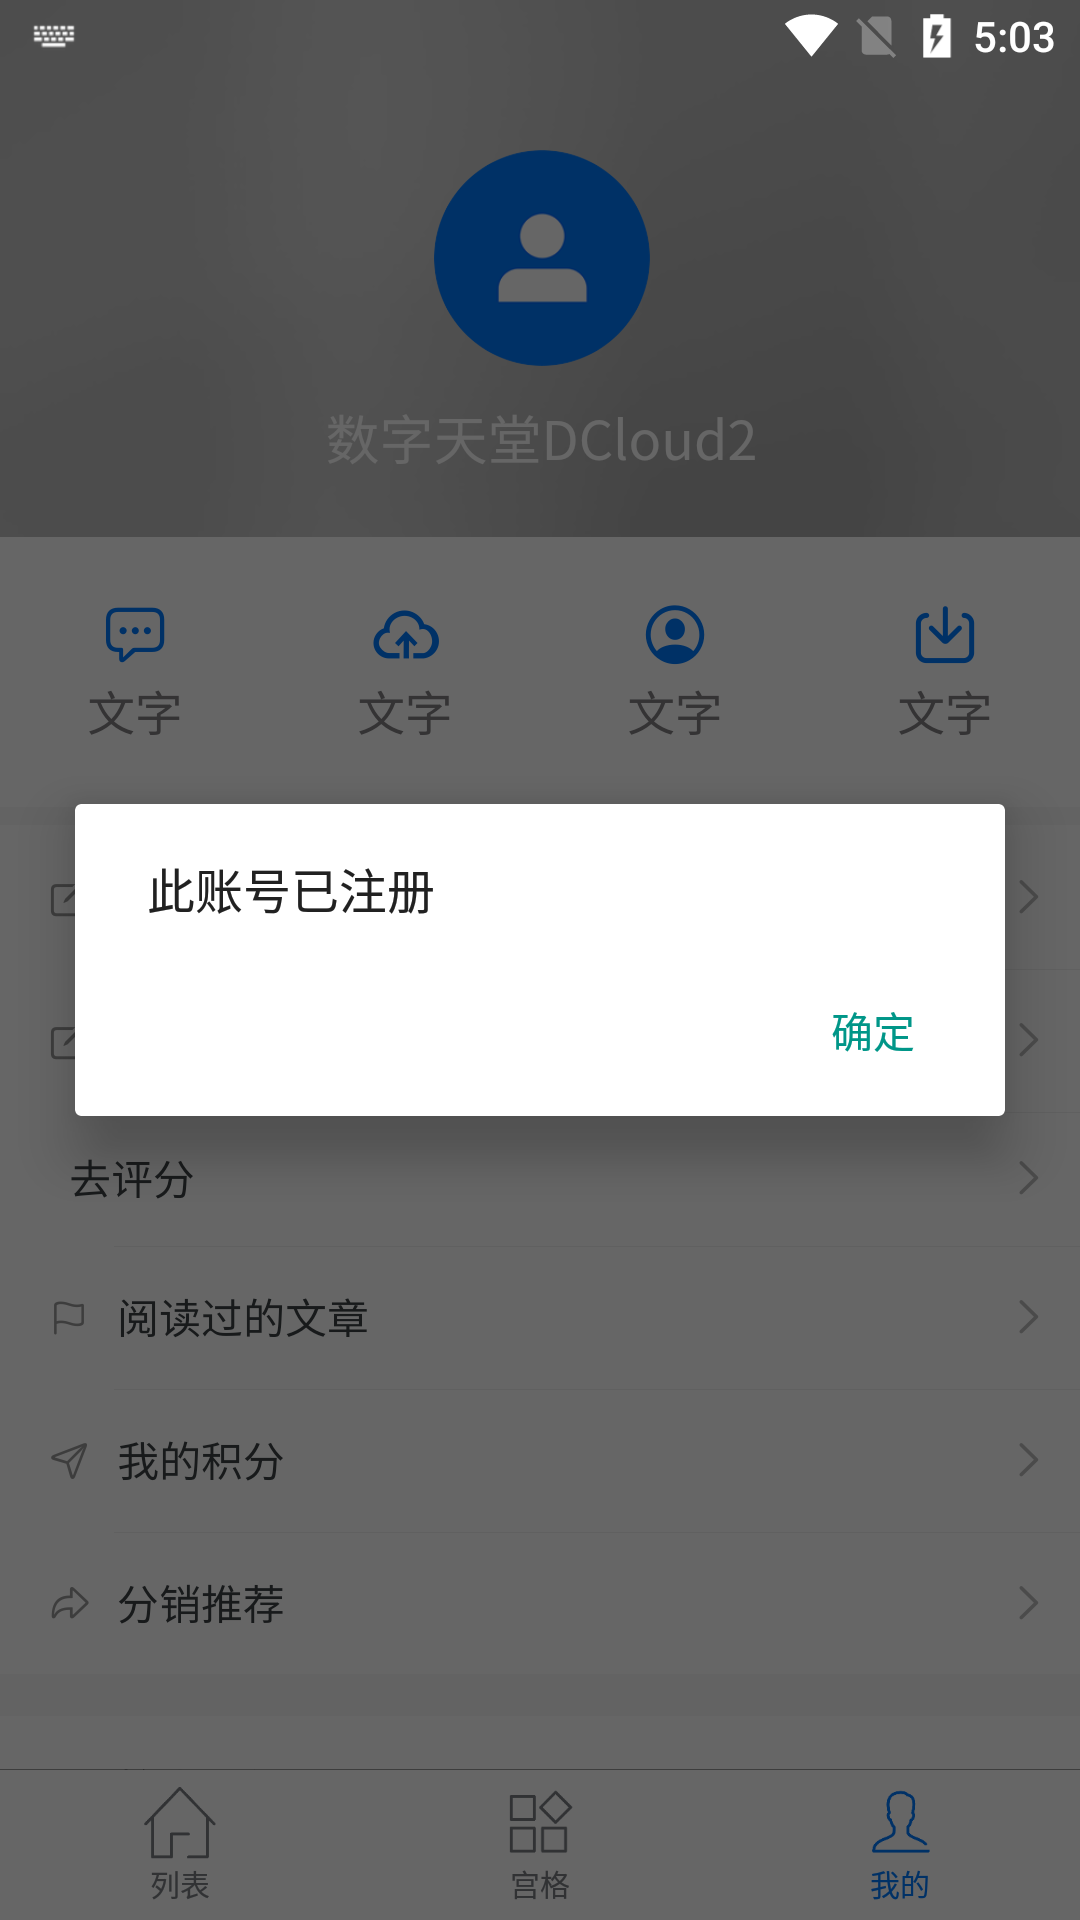 5:03
数字天堂DCloud2
文字 文字 文字 文字
此账号已注册
确定
去评分
阅读过的文章
我的积分
分销推荐
列表 宫格 我的